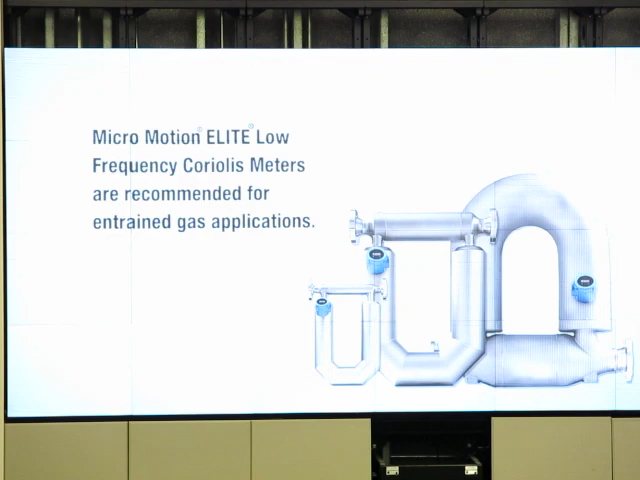 Micro Motion® ELITE® Low
Frequency Coriolis Meters
are recommended for
entrained gas applications.